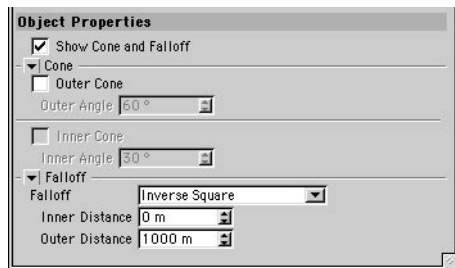 Object Properties
Show Cone and Falloff
Cone
Outer Cone
Outer Angle 60 °
Inner Cone
Inner Angle 30 °
Falloff
Falloff Inverse Square
Inner Distance 0 m
Outer Distance 1000 m